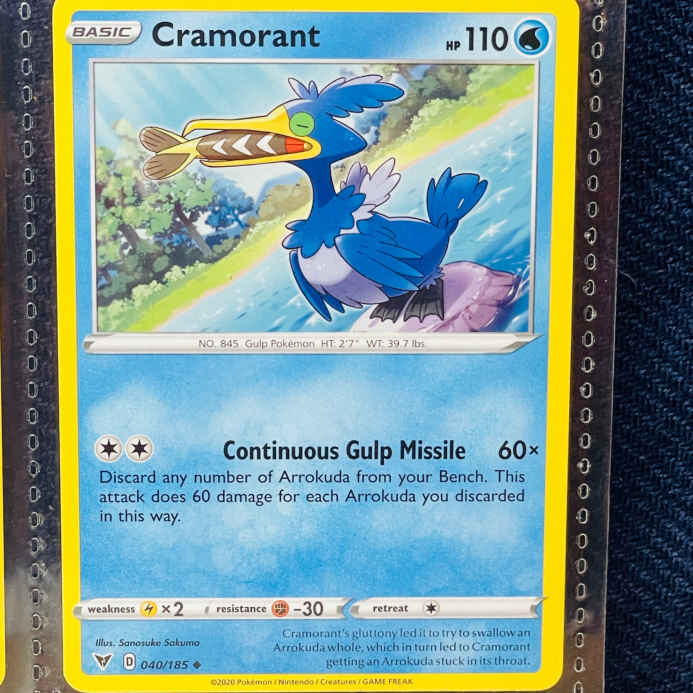 BASIC Cramorant HP 110
NO. 845 Gulp Pokémon HT: 2'7" WT: 39.7 lbs.
Continuous Gulp Missile 60×
Discard any number of Arrokuda from your Bench. This
attack does 60 damage for each Arrokuda you discarded
in this way.
weakness ×2 resistance -30 retreat
Illus. Sanosuke Sakuma
Cramorant's gluttony led it to try to swallow an
Arrokuda whole, which in turn led to Cramorant
getting an Arrokuda stuck in its throat.
D 040/185
©2020 Pokémon / Nintendo / Creatures / GAME FREAK